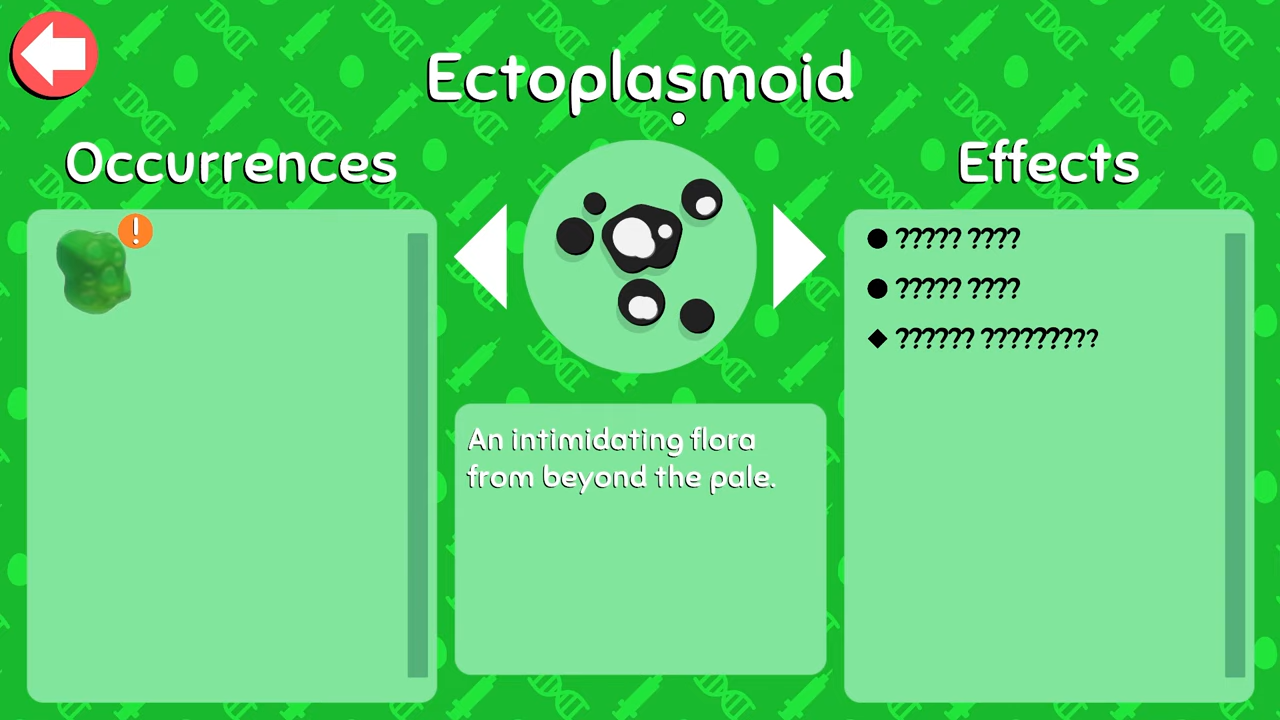 Ectoplasmoid
Occurrences
!
Effects
????? ????
????? ????
?????? ?????????
An intimidating flora
from beyond the pale.